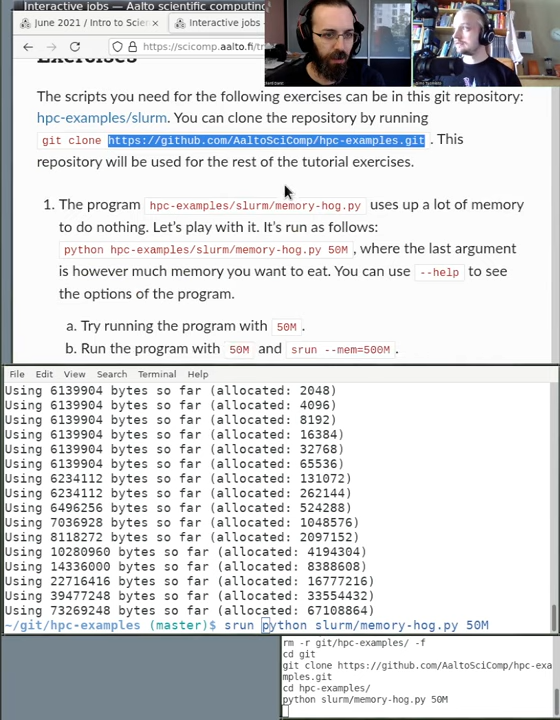 Interactive jobs — Aalto scientific computing
June 2021 / Intro to Scien
Interactive jobs —
https://scicomp.aalto.fi/tr
Exercises
The scripts you need for the following exercises can be in this git repository:
hpc-examples/slurm. You can clone the repository by running
git clone https://github.com/AaltoSciComp/hpc-examples.git . This
repository will be used for the rest of the tutorial exercises.
1. The program hpc-examples/slurm/memory-hog.py uses up a lot of memory
to do nothing. Let's play with it. It's run as follows:
python hpc-examples/slurm/memory-hog.py 50M , where the last argument
is however much memory you want to eat. You can use --help to see
the options of the program.
a. Try running the program with 50M .
b. Run the program with 50M and srun --mem=500M .
File Edit View Search Terminal Help
Using 6139904 bytes so far (allocated: 2048)
Using 6139904 bytes so far (allocated: 4096)
Using 6139904 bytes so far (allocated: 8192)
Using 6139904 bytes so far (allocated: 16384)
Using 6139904 bytes so far (allocated: 32768)
Using 6139904 bytes so far (allocated: 65536)
Using 6234112 bytes so far (allocated: 131072)
Using 6234112 bytes so far (allocated: 262144)
Using 6496256 bytes so far (allocated: 524288)
Using 7036928 bytes so far (allocated: 1048576)
Using 8118272 bytes so far (allocated: 2097152)
Using 10280960 bytes so far (allocated: 4194304)
Using 14336000 bytes so far (allocated: 8388608)
Using 22716416 bytes so far (allocated: 16777216)
Using 39477248 bytes so far (allocated: 33554432)
Using 73269248 bytes so far (allocated: 67108864)
~/git/hpc-examples (master)$ srun python slurm/memory-hog.py 50M
rm -r git/hpc-examples/ -f
cd git
git clone https://github.com/AaltoSciComp/hpc-exa
mples.git
cd hpc-examples/
python slurm/memory-hog.py 50M